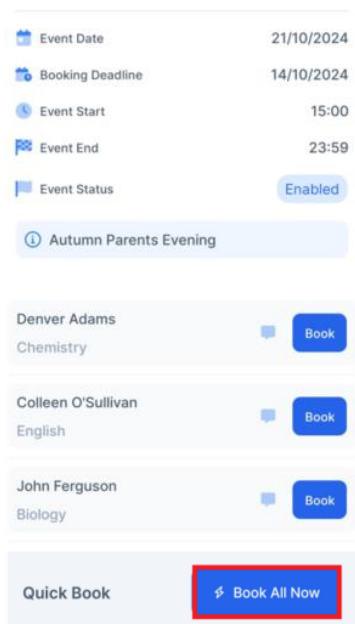 Event Date 21/10/2024
Booking Deadline 14/10/2024
Event Start 15:00
Event End 23:59
Event Status Enabled
Autumn Parents Evening
Denver Adams
Chemistry
Book
Colleen O'Sullivan
English
Book
John Ferguson
Biology
Book
Quick Book Book All Now